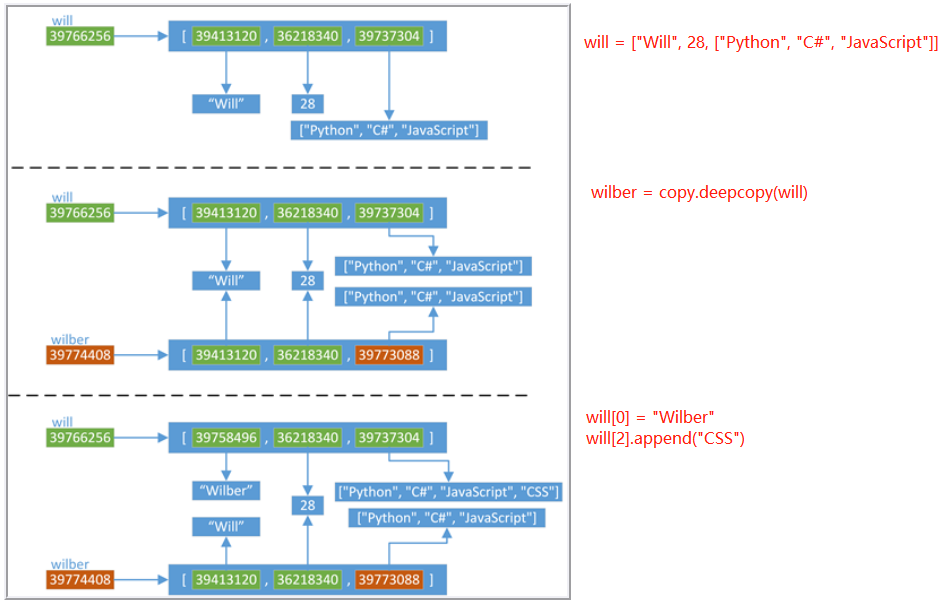 will
39766256 [ 39413120 , 36218340 , 39737304 ]
will = ["Will", 28, ["Python", "C#", "JavaScript"]]
“Will” 28
["Python", "C#", "JavaScript"]
will
wilber = copy.deepcopy(will)
39766256 [ 39413120 , 36218340 , 39737304 ]
["Python", "C#", "JavaScript"]
“Will” 28
["Python", "C#", "JavaScript"]
wilber
39774408 [ 39413120 , 36218340 , 39773088 ]
will
will[0] = "Wilber"
39766256 [ 39758496 , 36218340 , 39737304 ]
will[2].append("CSS")
“Wilber” ["Python", "C#", "JavaScript", "CSS"]
28
["Python", "C#", "JavaScript"]
“Will”
wilber
39774408 [ 39413120 , 36218340 , 39773088 ]